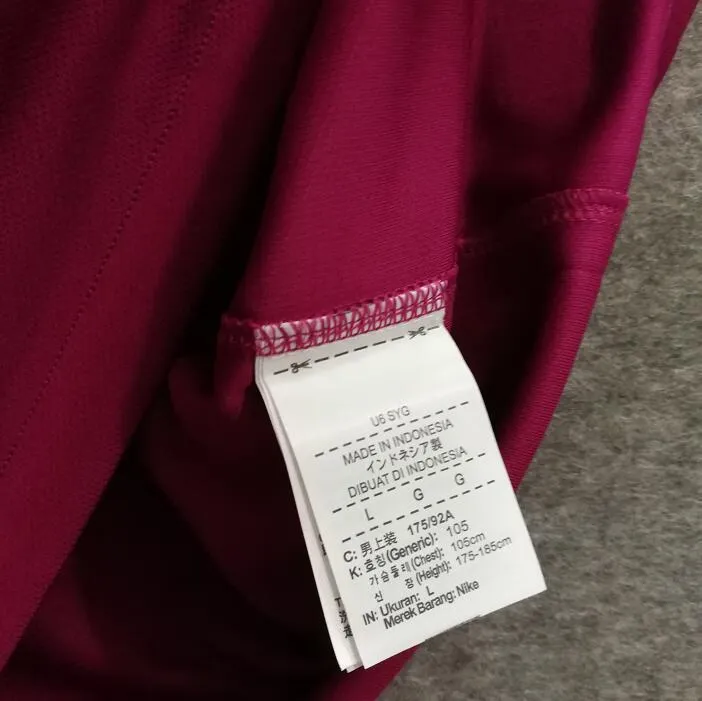 U6 SYG
MADE IN INDONESIA
インドネシア製
DIBUAT DI INDONESIA
L G G
C: 男上装 175/92A
K: 호칭(Generic): 105
가슴둘레(Chest): 105cm
신 장(Height): 175-185cm
IN: Ukuran: L
Merek Barang: Nike